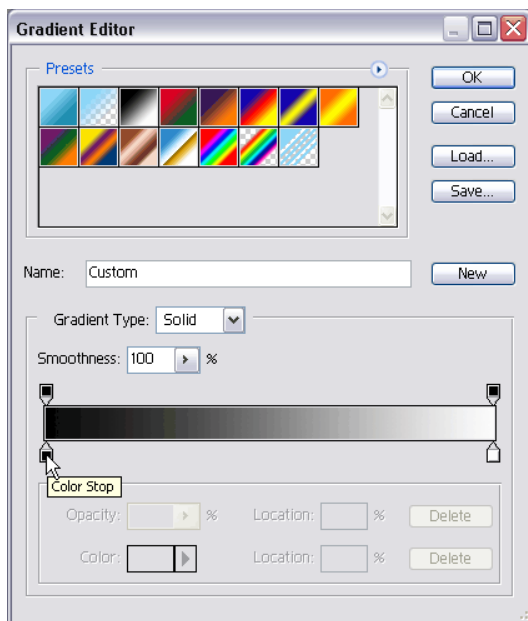 Gradient Editor
Presets
OK
Cancel
Load...
Save...
Name: Custom
New
Gradient Type: Solid
Smoothness: 100 %
Color Stop
Opacity: % Location: % Delete
Color: Location: % Delete